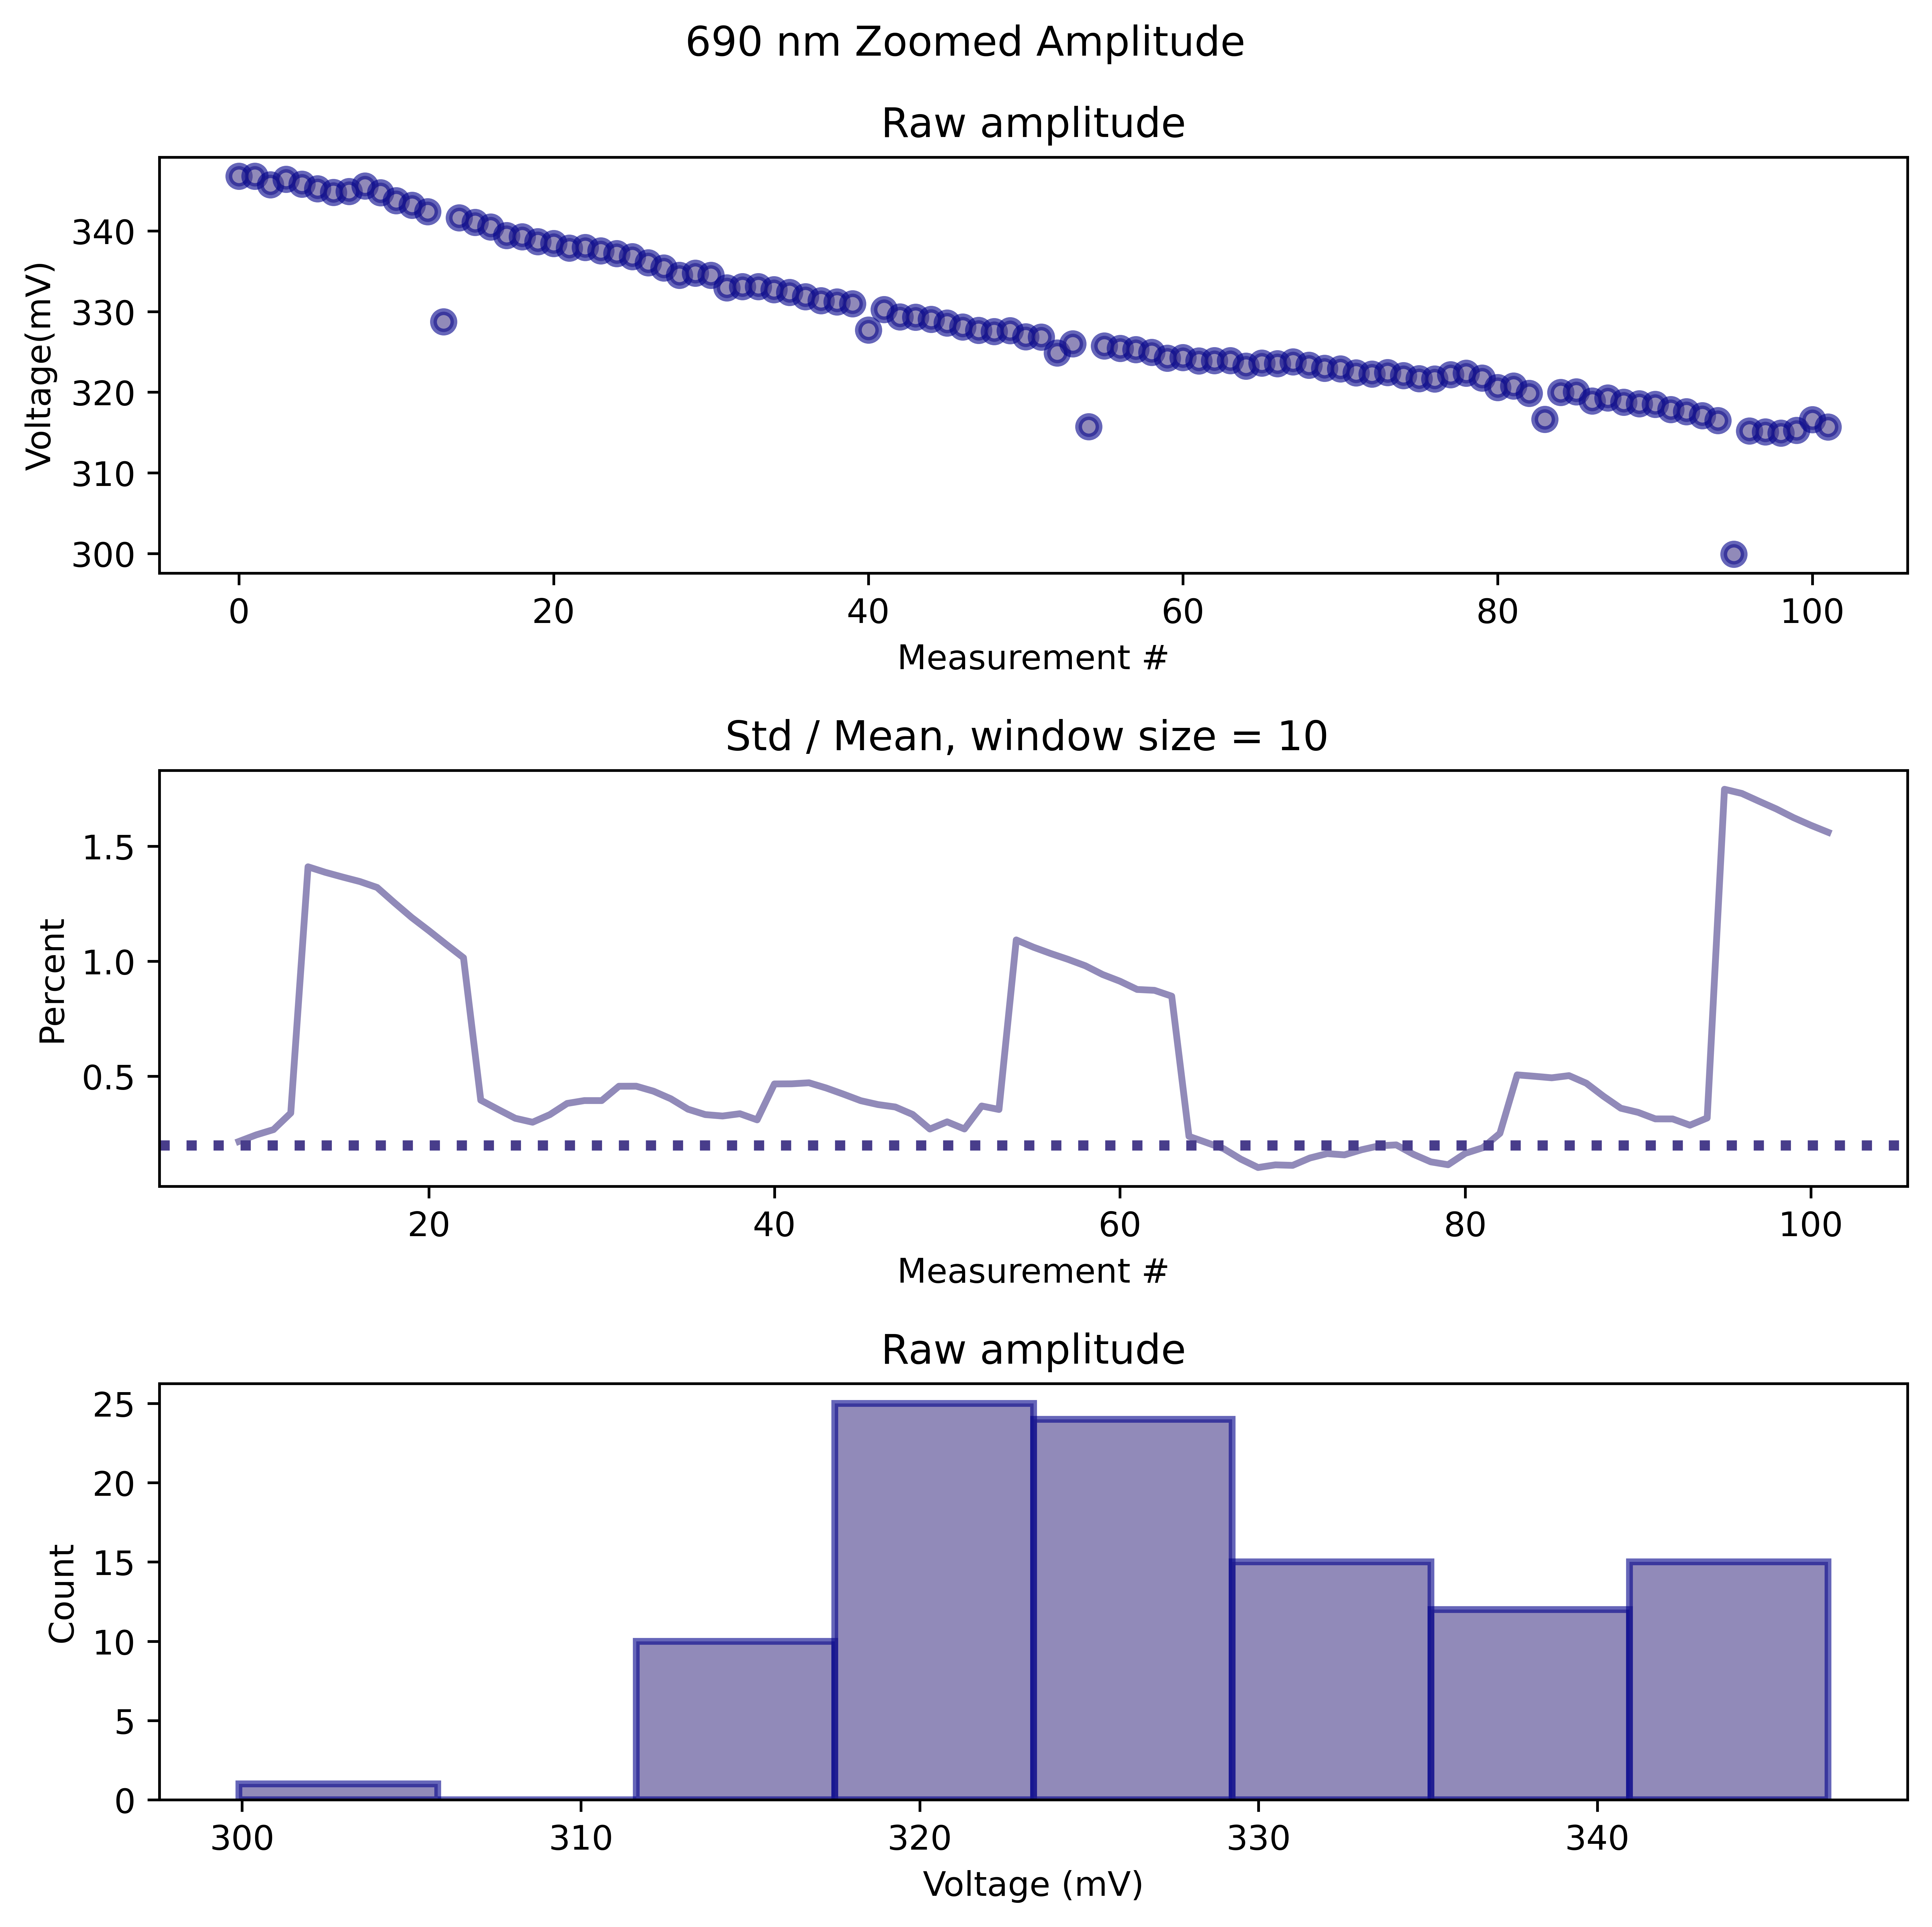 690 nm Zoomed Amplitude
Raw amplitude
Voltage(mV)
340
330
320
310
300
0 20 40 60 80 100
Measurement #
Std / Mean, window size = 10
Percent
1.5
1.0
0.5
20 40 60 80 100
Measurement #
Raw amplitude
Count
25
20
15
10
5
0
300 310 320 330 340
Voltage (mV)